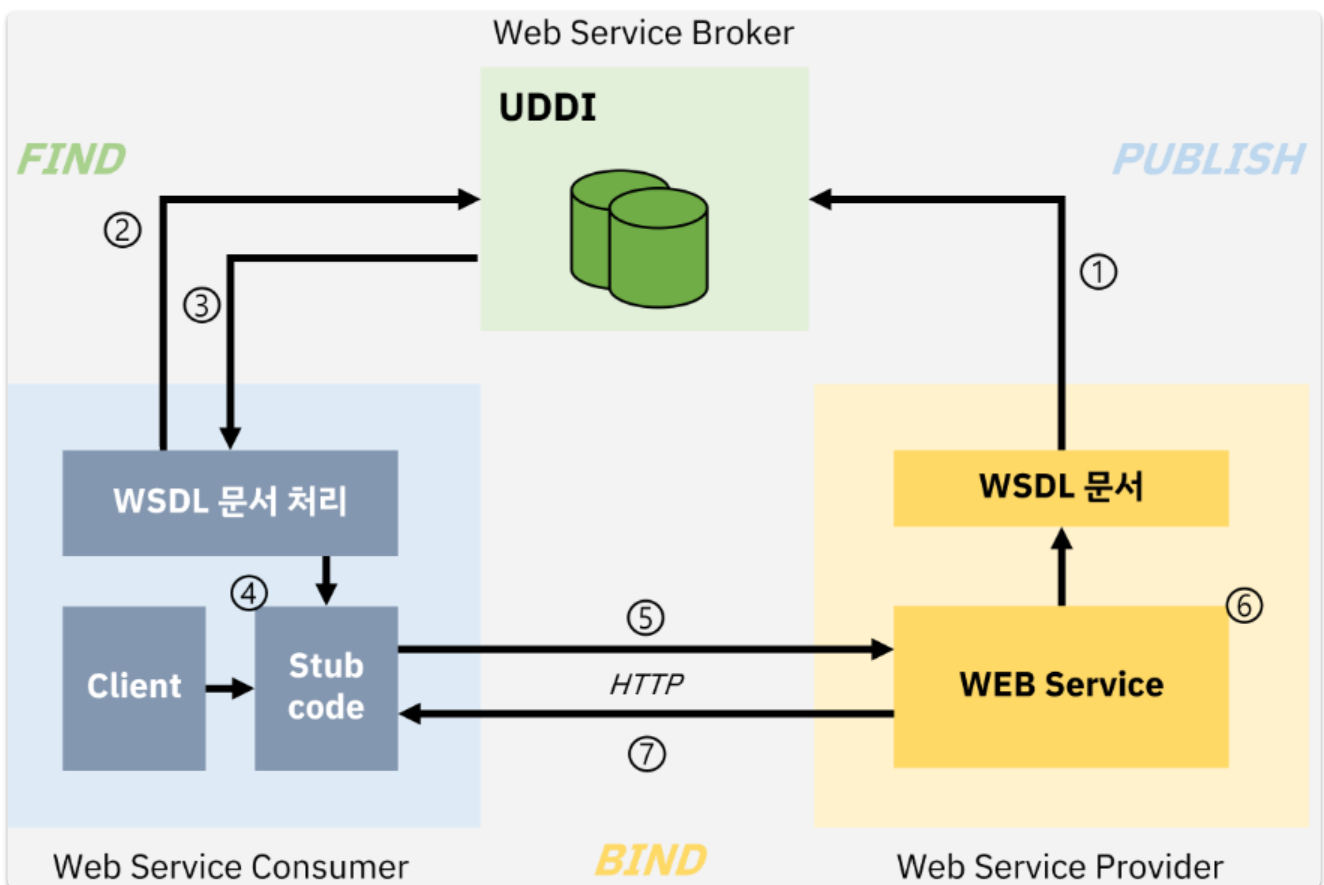 Web Service Broker
UDDI
FIND
PUBLISH
②
①
③
WSDL 문서 처리
WSDL 문서
④
⑥
⑤
Client
Stub
code
HTTP
WEB Service
⑦
Web Service Consumer
BIND
Web Service Provider